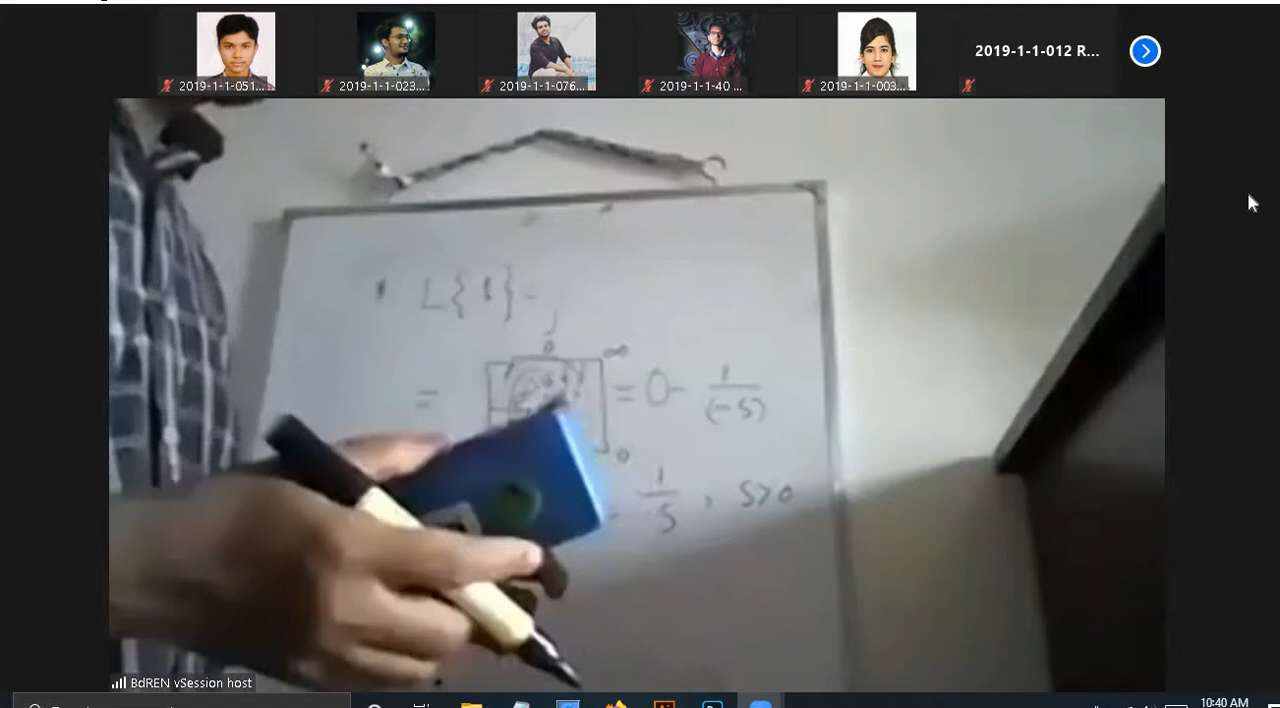 2019-1-1-051...
2019-1-1-023...
2019-1-1-076...
2019-1-1-40 ...
2019-1-1-003...
2019-1-1-012 R...
L{1} =
0
∞
= = 0 - 1/(-s)
0
= 1/s , s>0
BdREN vSession host
10:40 AM